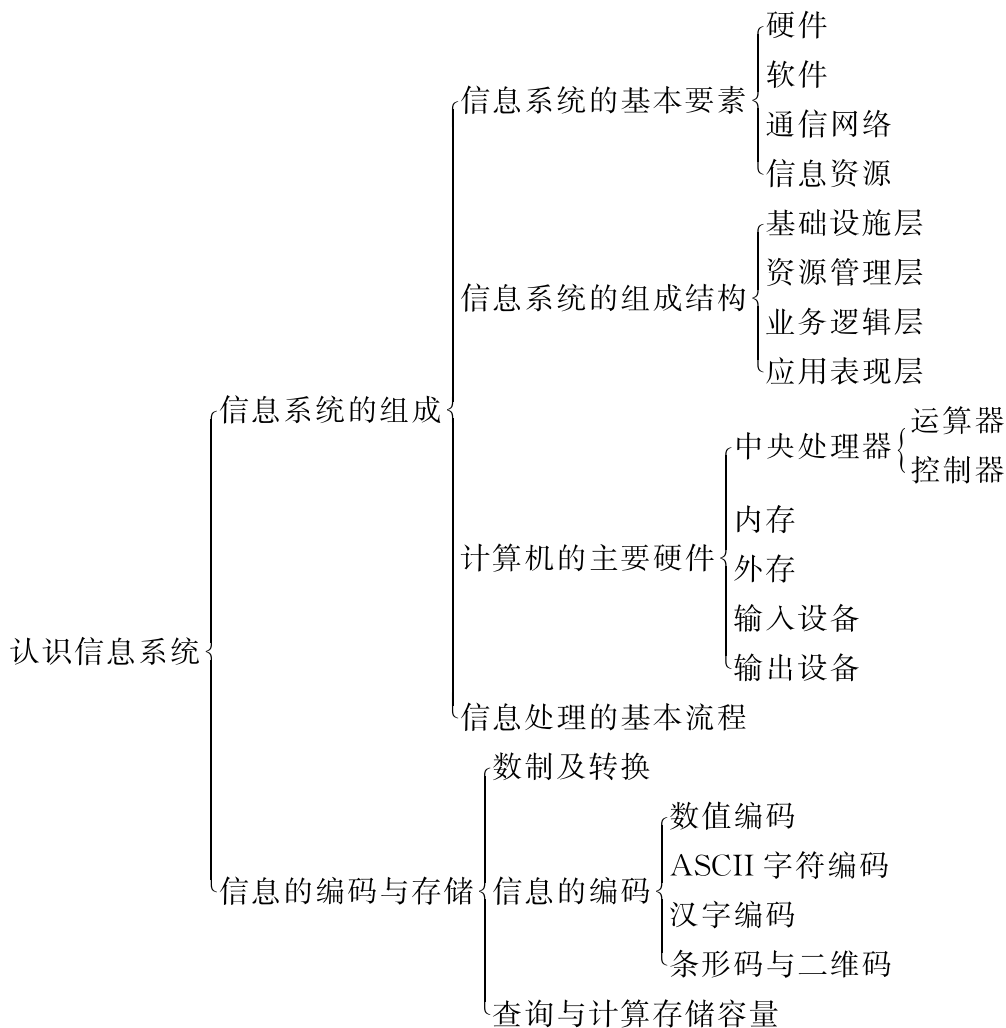 硬件
软件
信息系统的基本要素
通信网络
信息资源
基础设施层
资源管理层
信息系统的组成结构
业务逻辑层
应用表现层
信息系统的组成
运算器
中央处理器
控制器
内存
计算机的主要硬件
外存
输入设备
认识信息系统
输出设备
信息处理的基本流程
数制及转换
数值编码
ASCII 字符编码
信息的编码与存储
信息的编码
汉字编码
条形码与二维码
查询与计算存储容量